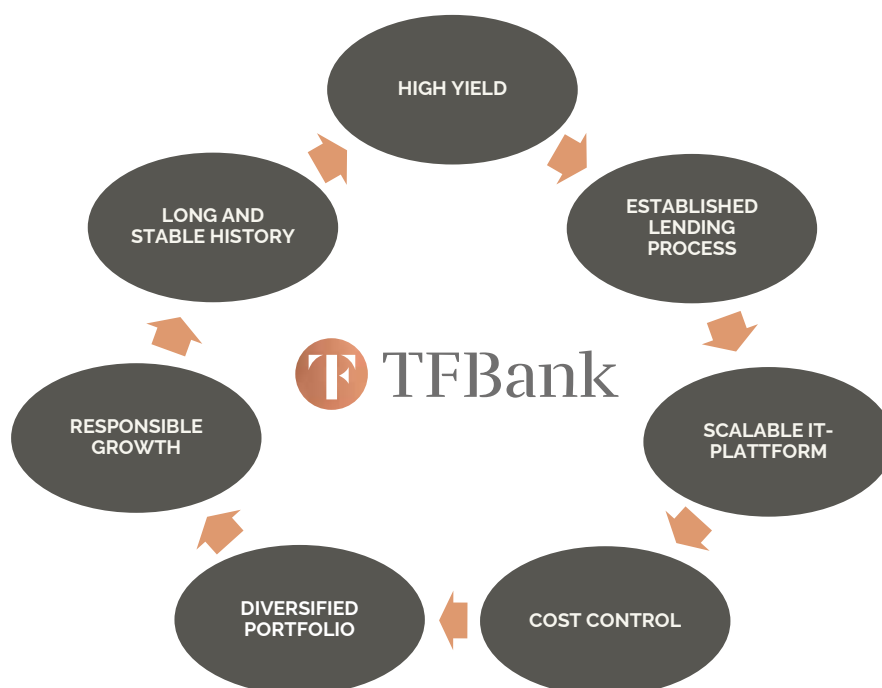 HIGH YIELD
ESTABLISHED
LENDING
PROCESS
SCALABLE IT-
PLATTFORM
COST CONTROL
DIVERSIFIED
PORTFOLIO
RESPONSIBLE
GROWTH
LONG AND
STABLE HISTORY
TF TFBank